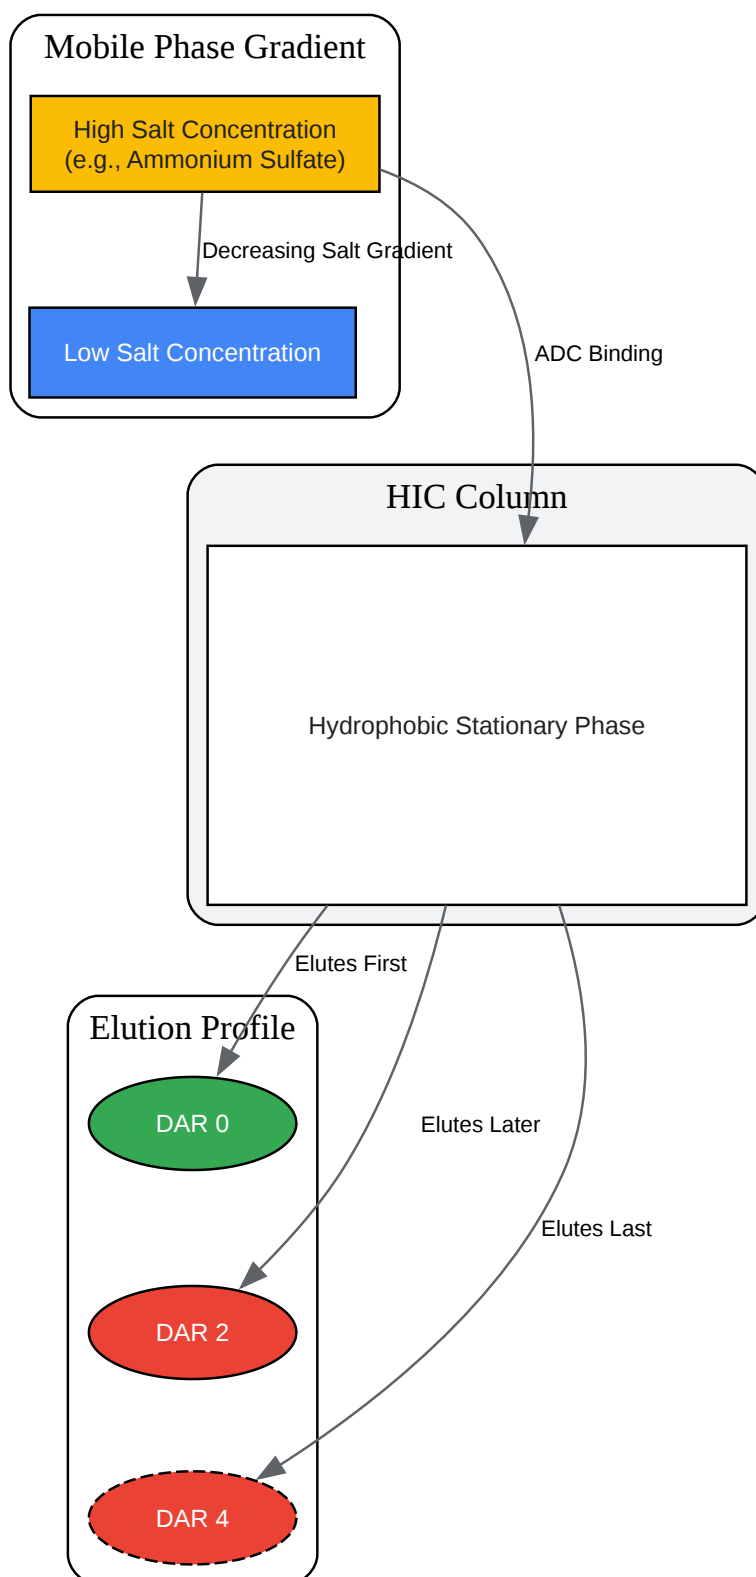 Mobile Phase Gradient
High Salt Concentration
(e.g., Ammonium Sulfate)
Decreasing Salt Gradient
Low Salt Concentration
ADC Binding
HIC Column
Hydrophobic Stationary Phase
Elutes First
Elution Profile
DAR 0
Elutes Later
Elutes Last
DAR 2
DAR 4